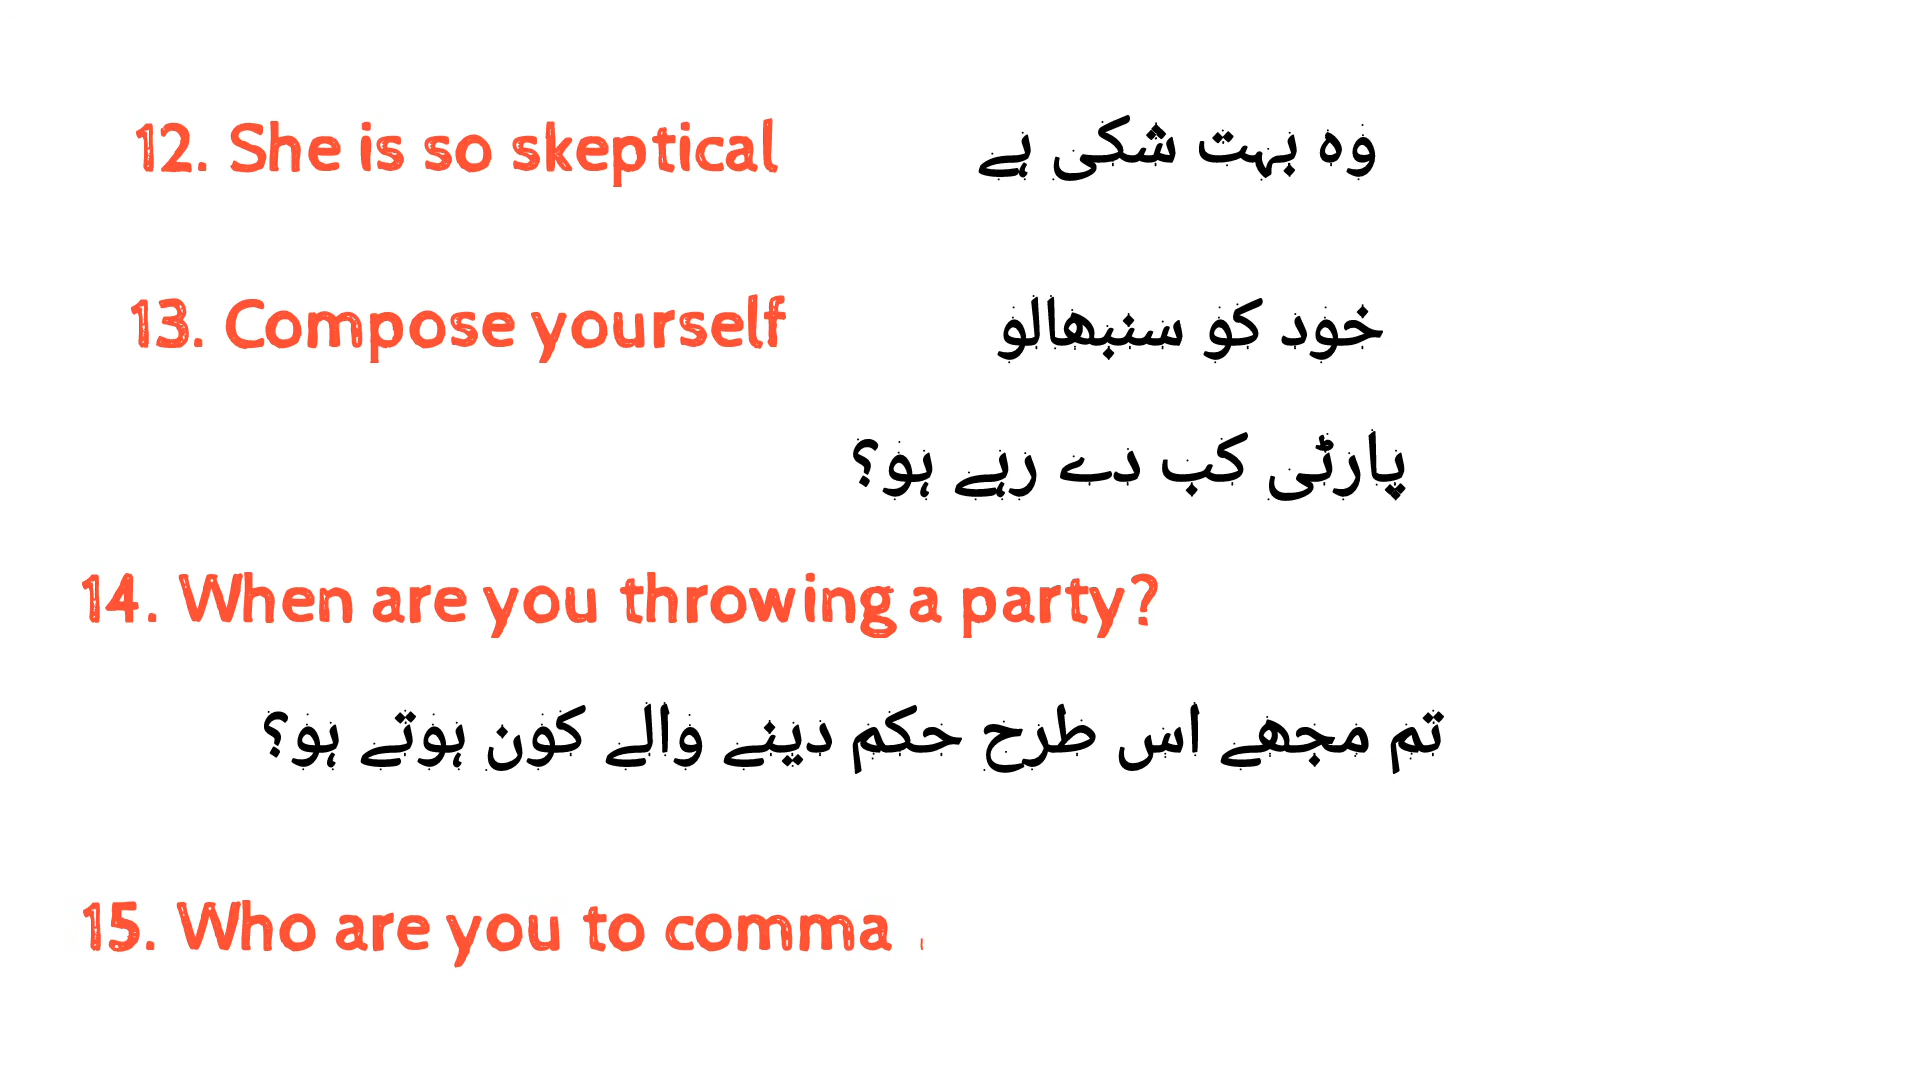 12. She is so skeptical وہ بہت شکی ہے
13. Compose yourself خود کو سنبھالو
پارٹی کب دے رہے ہو؟
14. When are you throwing a party?
تم مجھے اس طرح حکم دینے والے کون ہوتے ہو؟
15. Who are you to comma